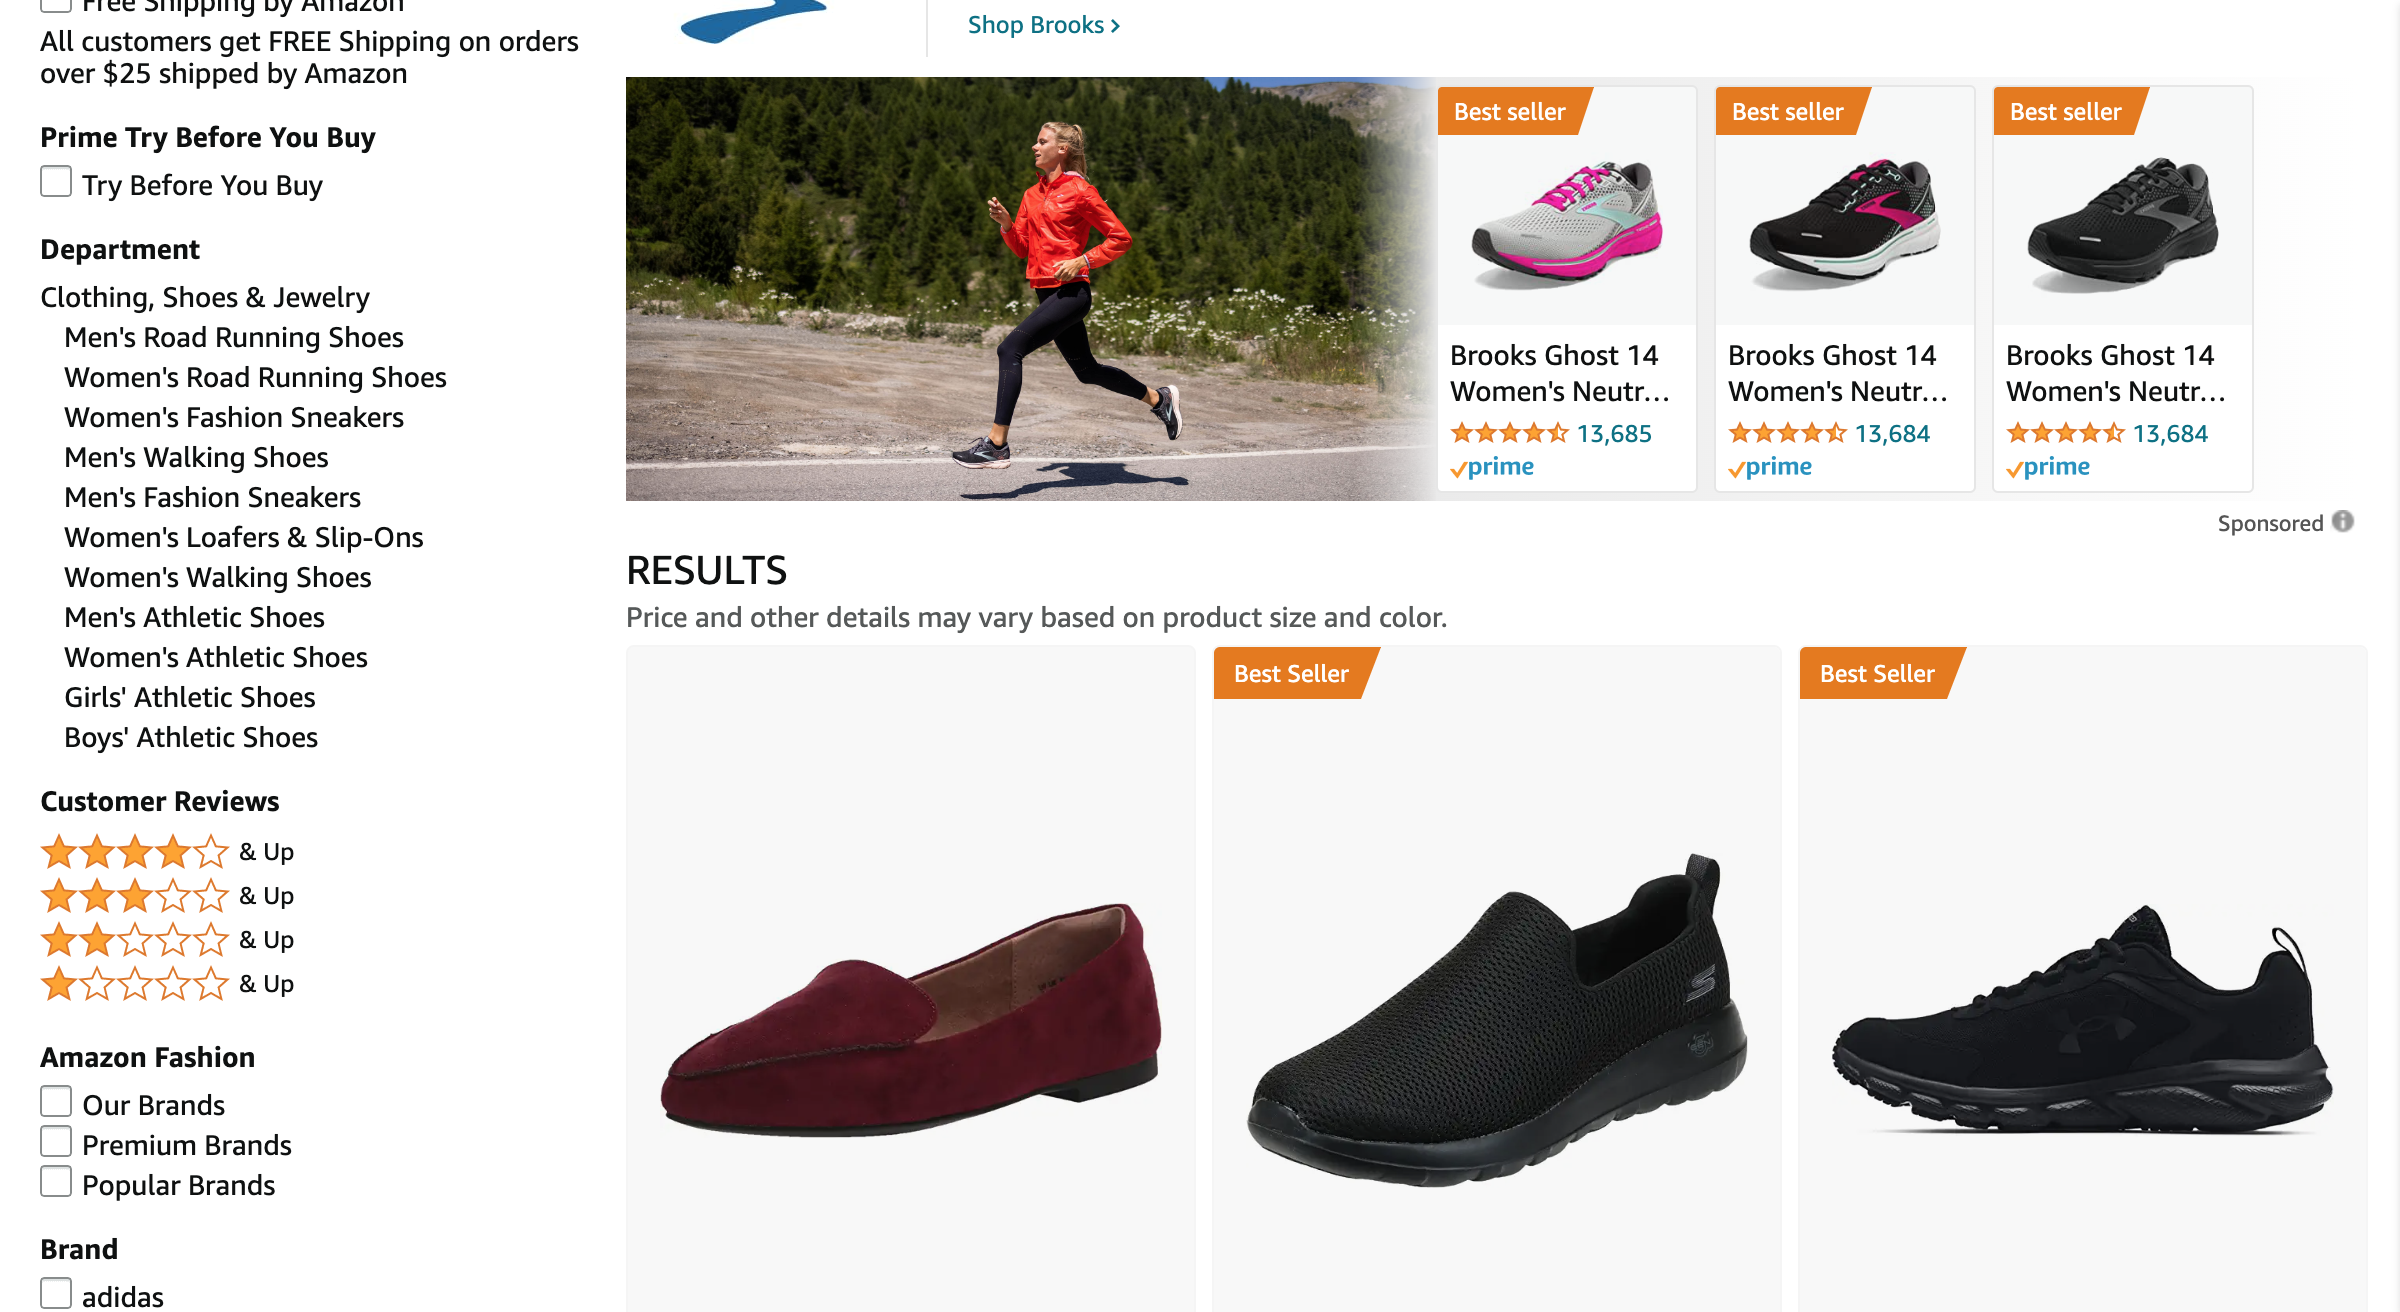 Free Shipping by Amazon
All customers get FREE Shipping on orders
over $25 shipped by Amazon
Prime Try Before You Buy
Try Before You Buy
Department
Clothing, Shoes & Jewelry
Men's Road Running Shoes
Women's Road Running Shoes
Women's Fashion Sneakers
Men's Walking Shoes
Men's Fashion Sneakers
Women's Loafers & Slip-Ons
Women's Walking Shoes
Men's Athletic Shoes
Women's Athletic Shoes
Girls' Athletic Shoes
Boys' Athletic Shoes
Customer Reviews
& Up
& Up
& Up
& Up
Amazon Fashion
Our Brands
Premium Brands
Popular Brands
Brand
adidas
Shop Brooks ›
Best seller
Brooks Ghost 14
Women's Neutr...
13,685
prime
Best seller
Brooks Ghost 14
Women's Neutr...
13,684
prime
Best seller
Brooks Ghost 14
Women's Neutr...
13,684
prime
Sponsored
RESULTS
Price and other details may vary based on product size and color.
Best Seller
Best Seller